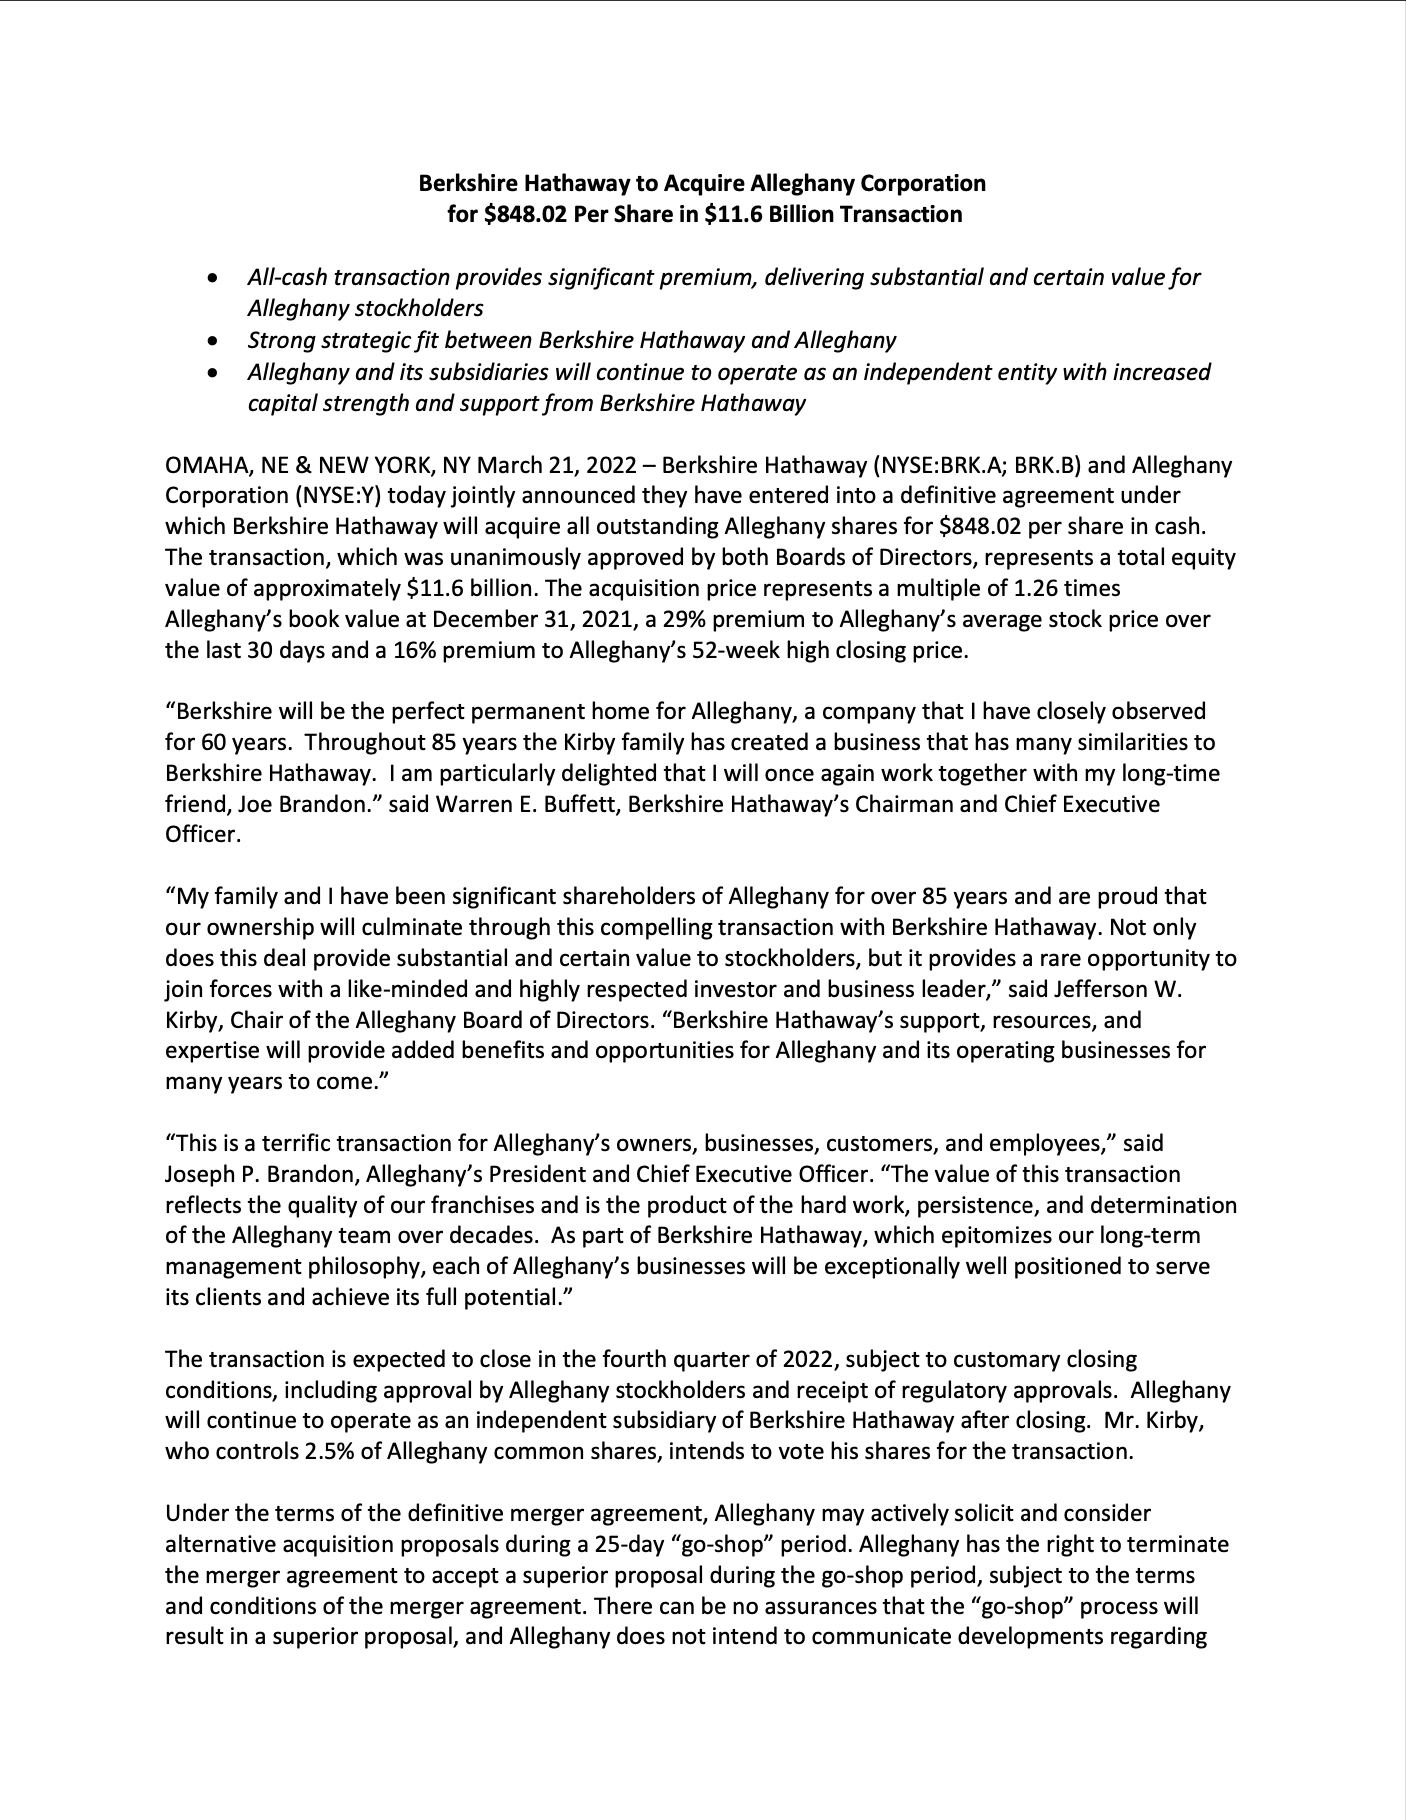 Berkshire Hathaway to Acquire Alleghany Corporation
for $848.02 Per Share in $11.6 Billion Transaction
• All-cash transaction provides significant premium, delivering substantial and certain value for
Alleghany stockholders
• Strong strategic fit between Berkshire Hathaway and Alleghany
• Alleghany and its subsidiaries will continue to operate as an independent entity with increased
capital strength and support from Berkshire Hathaway
OMAHA, NE & NEW YORK, NY March 21, 2022 – Berkshire Hathaway (NYSE:BRK.A; BRK.B) and Alleghany
Corporation (NYSE:Y) today jointly announced they have entered into a definitive agreement under
which Berkshire Hathaway will acquire all outstanding Alleghany shares for $848.02 per share in cash.
The transaction, which was unanimously approved by both Boards of Directors, represents a total equity
value of approximately $11.6 billion. The acquisition price represents a multiple of 1.26 times
Alleghany’s book value at December 31, 2021, a 29% premium to Alleghany’s average stock price over
the last 30 days and a 16% premium to Alleghany’s 52-week high closing price.
“Berkshire will be the perfect permanent home for Alleghany, a company that I have closely observed
for 60 years.  Throughout 85 years the Kirby family has created a business that has many similarities to
Berkshire Hathaway.  I am particularly delighted that I will once again work together with my long-time
friend, Joe Brandon.” said Warren E. Buffett, Berkshire Hathaway’s Chairman and Chief Executive
Officer.
“My family and I have been significant shareholders of Alleghany for over 85 years and are proud that
our ownership will culminate through this compelling transaction with Berkshire Hathaway. Not only
does this deal provide substantial and certain value to stockholders, but it provides a rare opportunity to
join forces with a like-minded and highly respected investor and business leader,” said Jefferson W.
Kirby, Chair of the Alleghany Board of Directors. “Berkshire Hathaway’s support, resources, and
expertise will provide added benefits and opportunities for Alleghany and its operating businesses for
many years to come.”
“This is a terrific transaction for Alleghany’s owners, businesses, customers, and employees,” said
Joseph P. Brandon, Alleghany’s President and Chief Executive Officer. “The value of this transaction
reflects the quality of our franchises and is the product of the hard work, persistence, and determination
of the Alleghany team over decades.  As part of Berkshire Hathaway, which epitomizes our long-term
management philosophy, each of Alleghany’s businesses will be exceptionally well positioned to serve
its clients and achieve its full potential.”
The transaction is expected to close in the fourth quarter of 2022, subject to customary closing
conditions, including approval by Alleghany stockholders and receipt of regulatory approvals.  Alleghany
will continue to operate as an independent subsidiary of Berkshire Hathaway after closing.  Mr. Kirby,
who controls 2.5% of Alleghany common shares, intends to vote his shares for the transaction.
Under the terms of the definitive merger agreement, Alleghany may actively solicit and consider
alternative acquisition proposals during a 25-day “go-shop” period. Alleghany has the right to terminate
the merger agreement to accept a superior proposal during the go-shop period, subject to the terms
and conditions of the merger agreement. There can be no assurances that the “go-shop” process will
result in a superior proposal, and Alleghany does not intend to communicate developments regarding